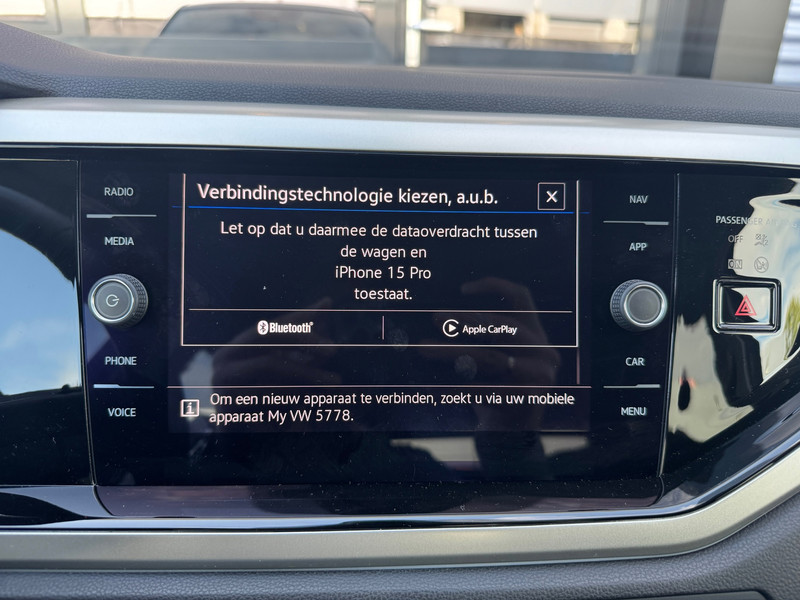 RADIO
MEDIA
PHONE
VOICE
Verbindingstechnologie kiezen, a.u.b.
Let op dat u daarmee de dataoverdracht tussen
de wagen en
iPhone 15 Pro
toestaat.
Bluetooth®
Apple CarPlay
Om een nieuw apparaat te verbinden, zoekt u via uw mobiele
apparaat My VW 5778.
NAV
APP
CAR
MENU
PASSENGER
OFF
ON